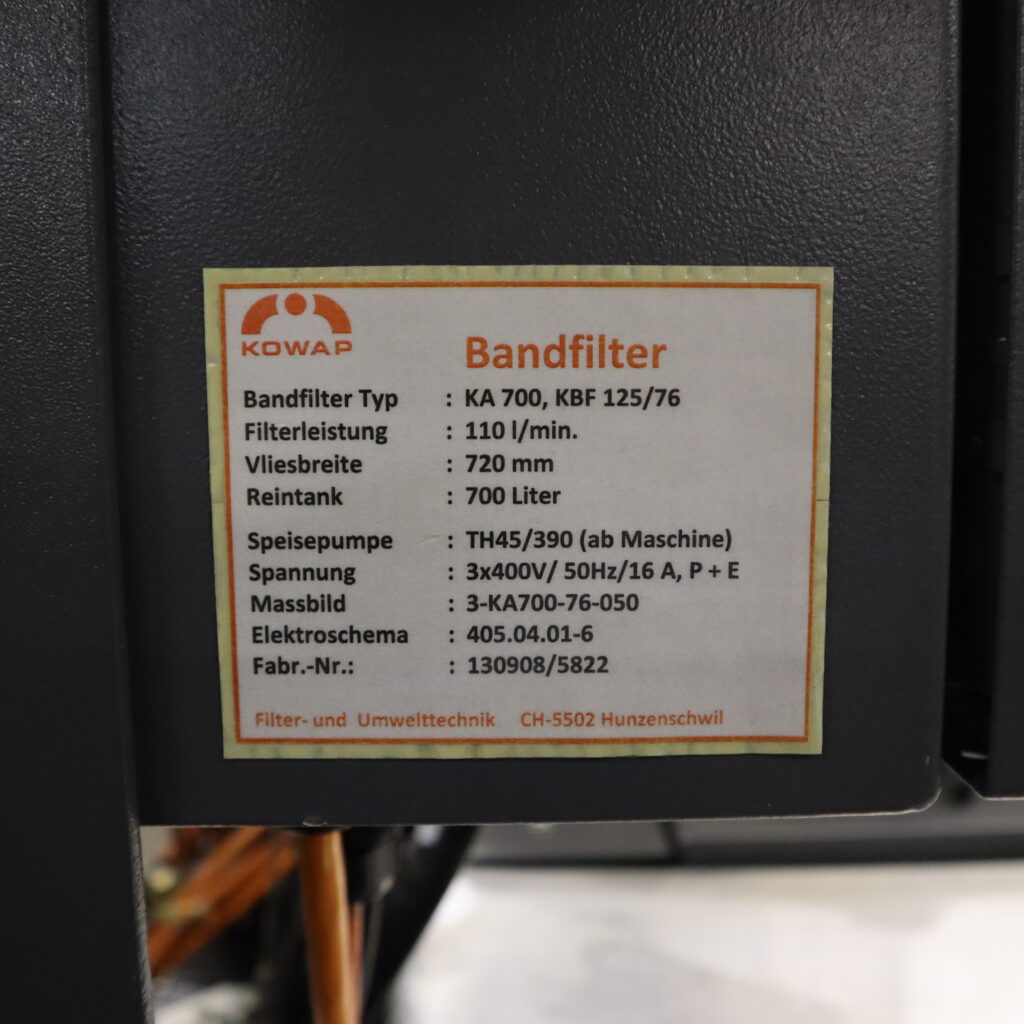 KOWAP
Bandfilter
Bandfilter Typ : KA 700, KBF 125/76
Filterleistung : 110 l/min.
Vliesbreite : 720 mm
Reintank : 700 Liter
Speisepumpe : TH45/390 (ab Maschine)
Spannung : 3x400V/ 50Hz/16 A, P + E
Massbild : 3-KA700-76-050
Elektroschema : 405.04.01-6
Fabr.-Nr.: : 130908/5822
Filter- und Umwelttechnik CH-5502 Hunzenschwil